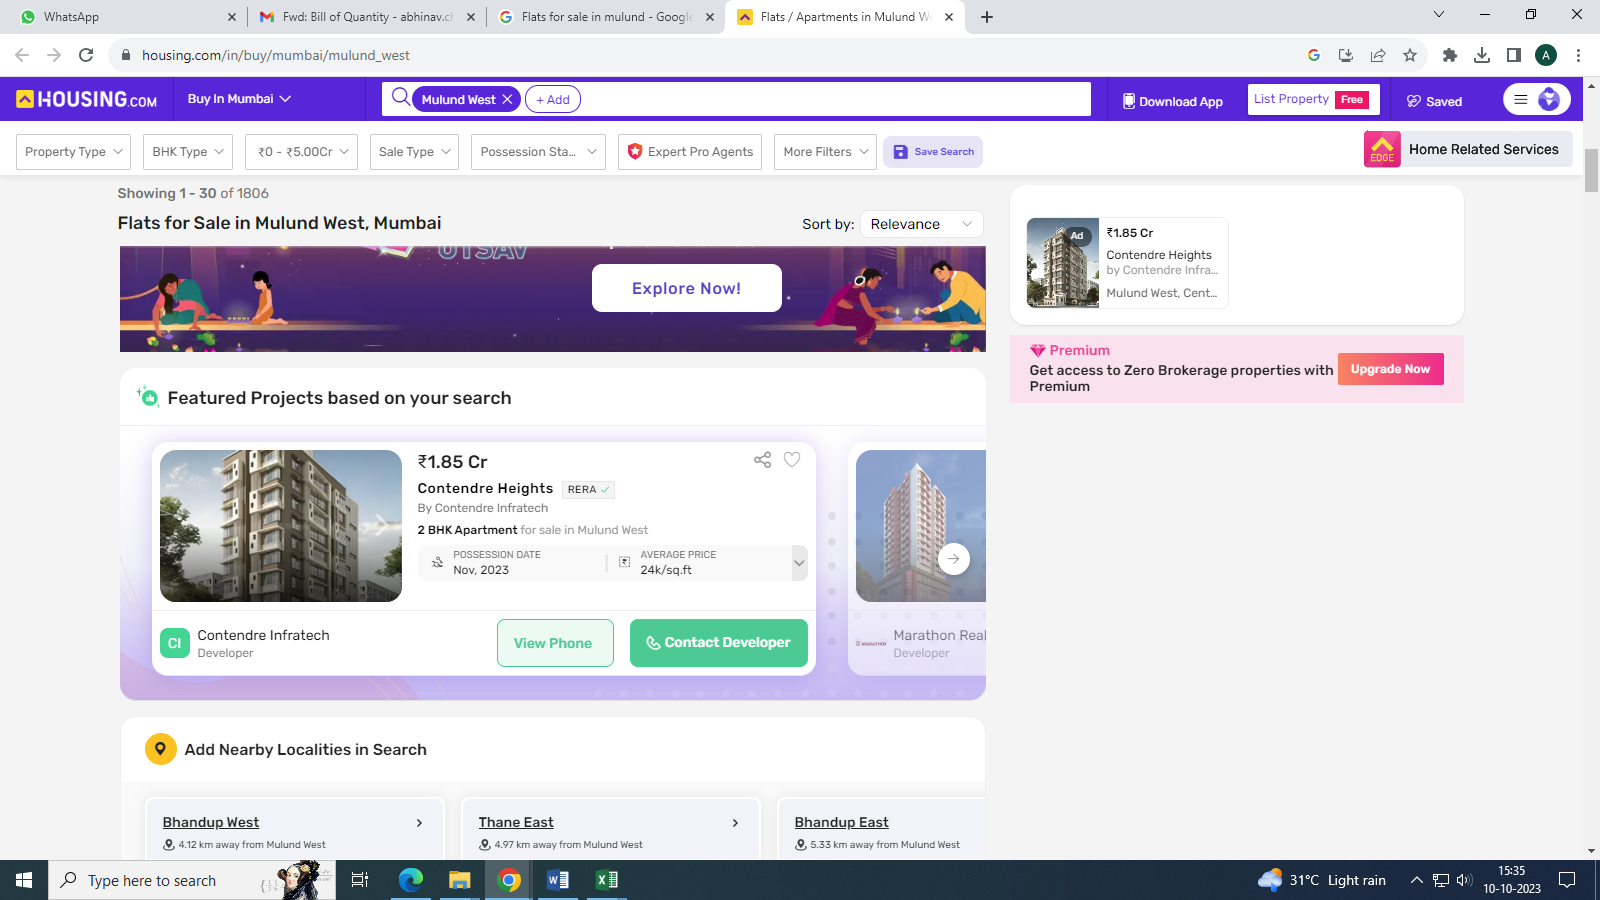 WhatsApp
Fwd: Bill of Quantity - abhinav.ch
Flats for sale in mulund - Google
Flats / Apartments in Mulund We
housing.com/in/buy/mumbai/mulund_west
A
HOUSING.COM
Buy In Mumbai
Mulund West
+ Add
Download App
List Property Free
Saved
Property Type
BHK Type
₹0 - ₹5.00Cr
Sale Type
Possession Sta...
Expert Pro Agents
More Filters
Save Search
EDGE
Home Related Services
Showing 1 - 30 of 1806
Flats for Sale in Mulund West, Mumbai
Sort by: Relevance
UTSAV
Explore Now!
Ad
₹1.85 Cr
Contendre Heights
by Contendre Infra...
Mulund West, Cent...
Premium
Get access to Zero Brokerage properties with
Premium
Upgrade Now
Featured Projects based on your search
₹1.85 Cr
Contendre Heights RERA
By Contendre Infratech
2 BHK Apartment for sale in Mulund West
POSSESSION DATE
Nov, 2023
AVERAGE PRICE
24k/sq.ft
CI
Contendre Infratech
Developer
View Phone
Contact Developer
MARATHON
Marathon Real
Developer
Add Nearby Localities in Search
Bhandup West
4.12 km away from Mulund West
Thane East
4.97 km away from Mulund West
Bhandup East
5.33 km away from Mulund West
Type here to search
31°C Light rain
15:35
10-10-2023